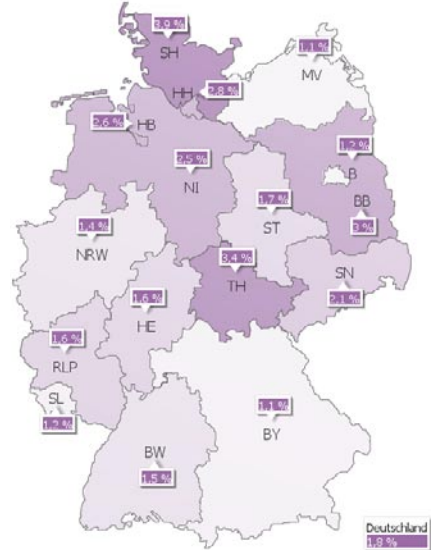 3.9 %
SH
1.1 %
MV
HH
2.8 %
2.6 %
HB
1.2 %
B
2.5 %
NI
1.7 %
ST
BB
3 %
1.4 %
NRW
3.4 %
TH
SN
2.1 %
1.6 %
HE
1.6 %
RLP
SL
1.2 %
1.1 %
BY
BW
1.5 %
Deutschland
1.8 %